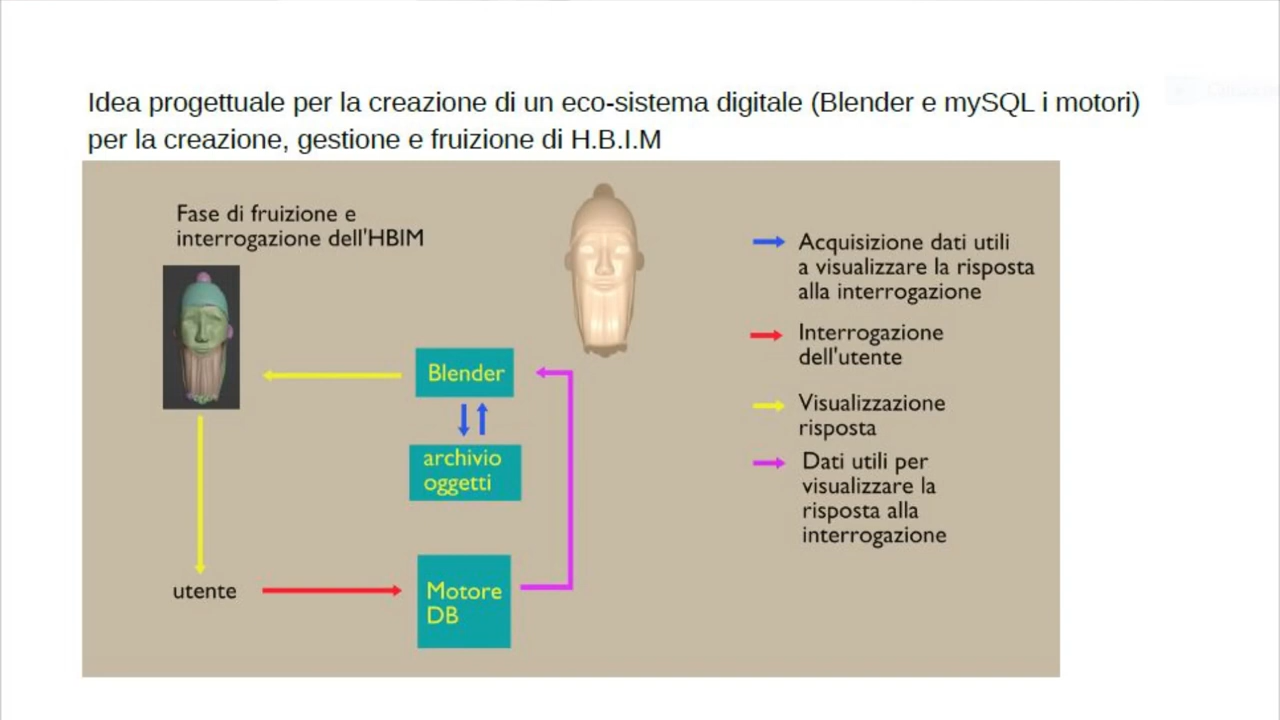 Idea progettuale per la creazione di un eco-sistema digitale (Blender e mySQL i motori)
per la creazione, gestione e fruizione di H.B.I.M
Fase di fruizione e
interrogazione dell'HBIM
Blender
archivio
oggetti
utente
Motore
DB
Acquisizione dati utili
a visualizzare la risposta
alla interrogazione
Interrogazione
dell'utente
Visualizzazione
risposta
Dati utili per
visualizzare la
risposta alla
interrogazione